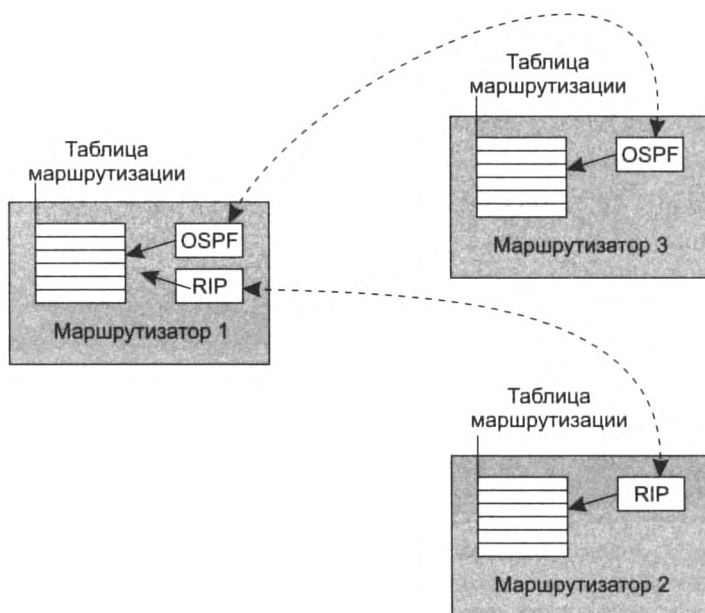 Таблица
маршрутизации
OSPF
Маршрутизатор 3
Таблица
маршрутизации
OSPF
RIP
Маршрутизатор 1
Таблица
маршрутизации
RIP
Маршрутизатор 2